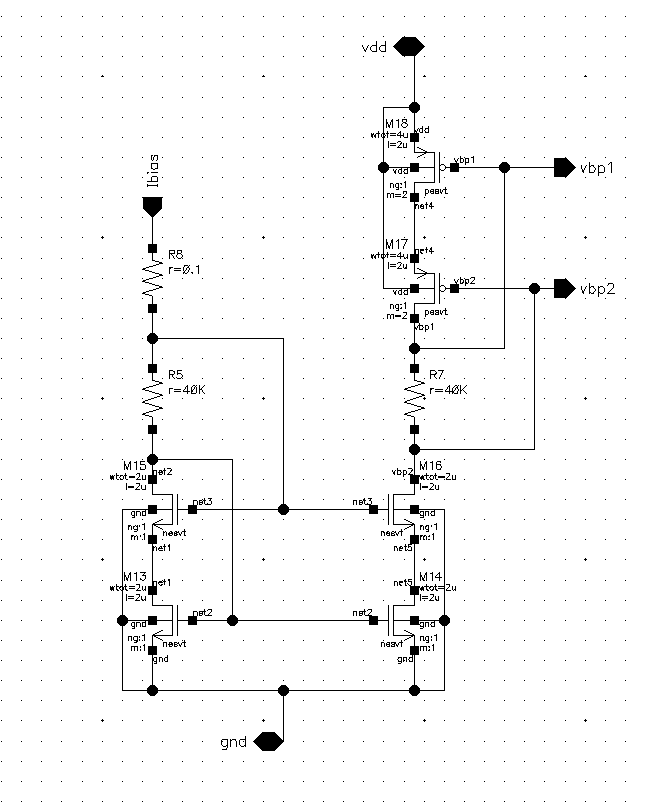 vdd
M18
wtot=4u
l=2u
vdd
vdd
vbp1
vbp1
ng:1
m=2
pesvt
net4
Ibias
M17
wtot=4u
l=2u
net4
vdd
vbp2
vbp2
ng:1
m=2
pesvt
vbp1
R8
r=0.1
R5
r=40K
R7
r=40K
M15
wtot=2u
l=2u
net2
gnd
net3
ng:1
m:1
nesvt
net1
vbp2
M16
wtot=2u
l=2u
net3
gnd
nesvt
ng:1
m:1
net5
M13
wtot=2u
l=2u
net1
gnd
net2
ng:1
m:1
nesvt
gnd
net5
M14
wtot=2u
l=2u
net2
gnd
nesvt
ng:1
m:1
gnd
gnd